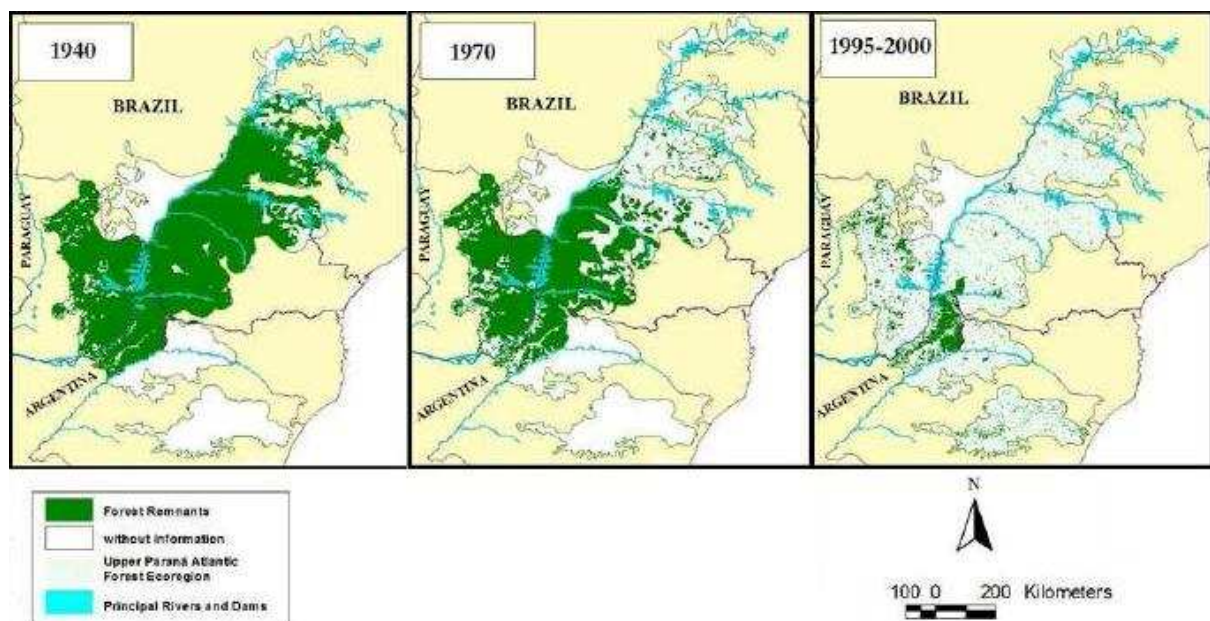 1940
BRAZIL
PARAGUAY
ARGENTINA
1970
BRAZIL
PARAGUAY
ARGENTINA
1995-2000
BRAZIL
PARAGUAY
ARGENTINA
Forest Remnants
without information
Upper Paraná Atlantic
Forest Ecoregion
Principal Rivers and Dams
N
100 0 200 Kilometers